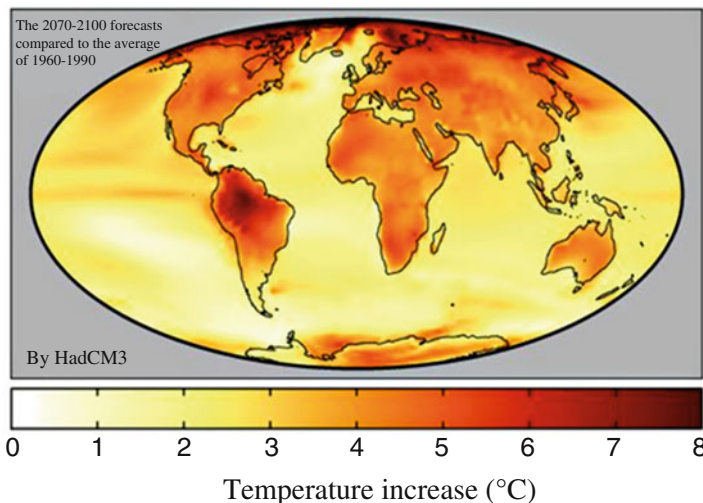 The 2070-2100 forecasts
compared to the average
of 1960-1990
By HadCM3
0 1 2 3 4 5 6 7 8
Temperature increase (°C)